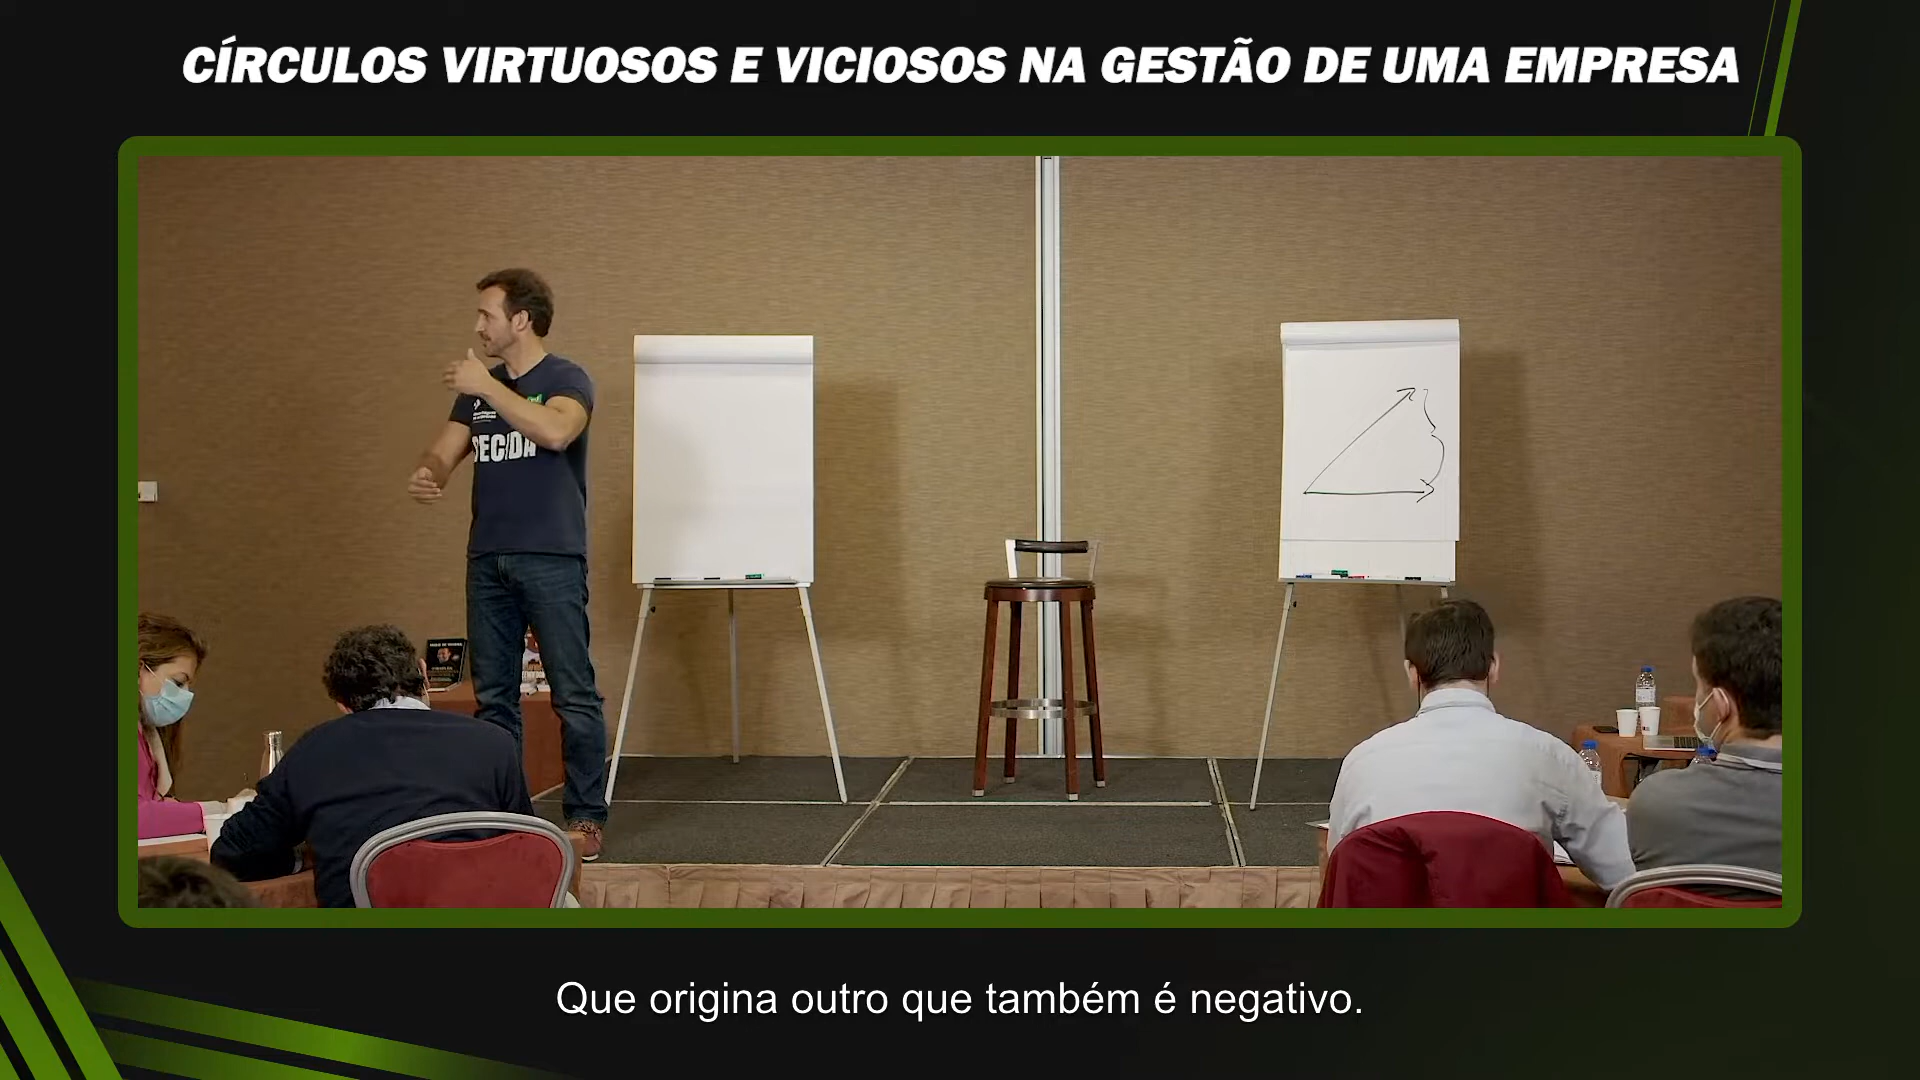 CÍRCULOS VIRTUOSOS E VICIOSOS NA GESTÃO DE UMA EMPRESA
DECIDA
Que origina outro que também é negativo.